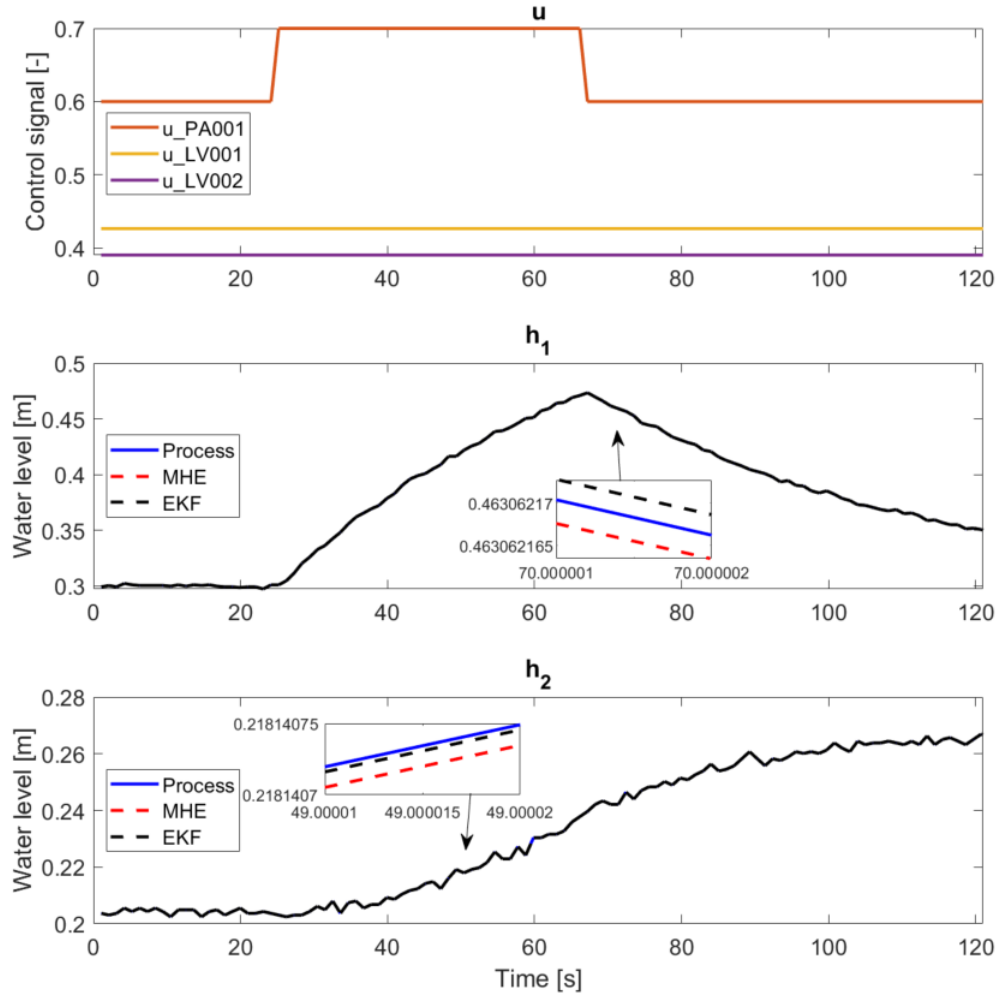 u
Control signal [-]
0.7
0.6
0.5
0.4
u_PA001
u_LV001
u_LV002
0 20 40 60 80 100 120
h1
Water level [m]
0.5
0.45
0.4
0.35
0.3
Process
MHE
EKF
0.46306217
0.463062165
70.000001 70.000002
0 20 40 60 80 100 120
h2
Water level [m]
0.28
0.26
0.24
0.22
0.2
0.21814075
0.2181407
49.00001 49.000015 49.00002
Process
MHE
EKF
0 20 40 60 80 100 120
Time [s]